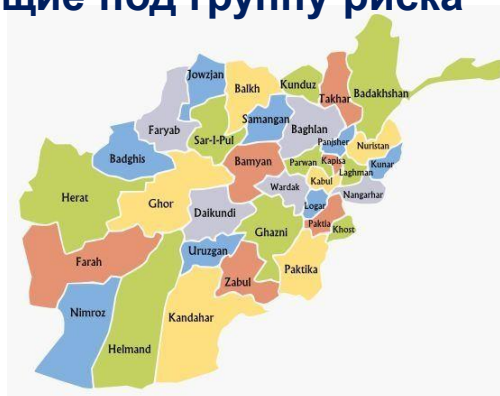 щие под группу риска
Jowzjan
Balkh
Kunduz
Takhar
Badakhshan
Faryab
Sar-I-Pul
Samangan
Baghlan
Panjsher
Nuristan
Badghis
Bamyan
Parwan
Kapisa
Laghman
Kunar
Herat
Ghor
Daikundi
Wardak
Kabul
Nangarhar
Logar
Ghazni
Paktia
Khost
Farah
Uruzgan
Zabul
Paktika
Nimroz
Helmand
Kandahar